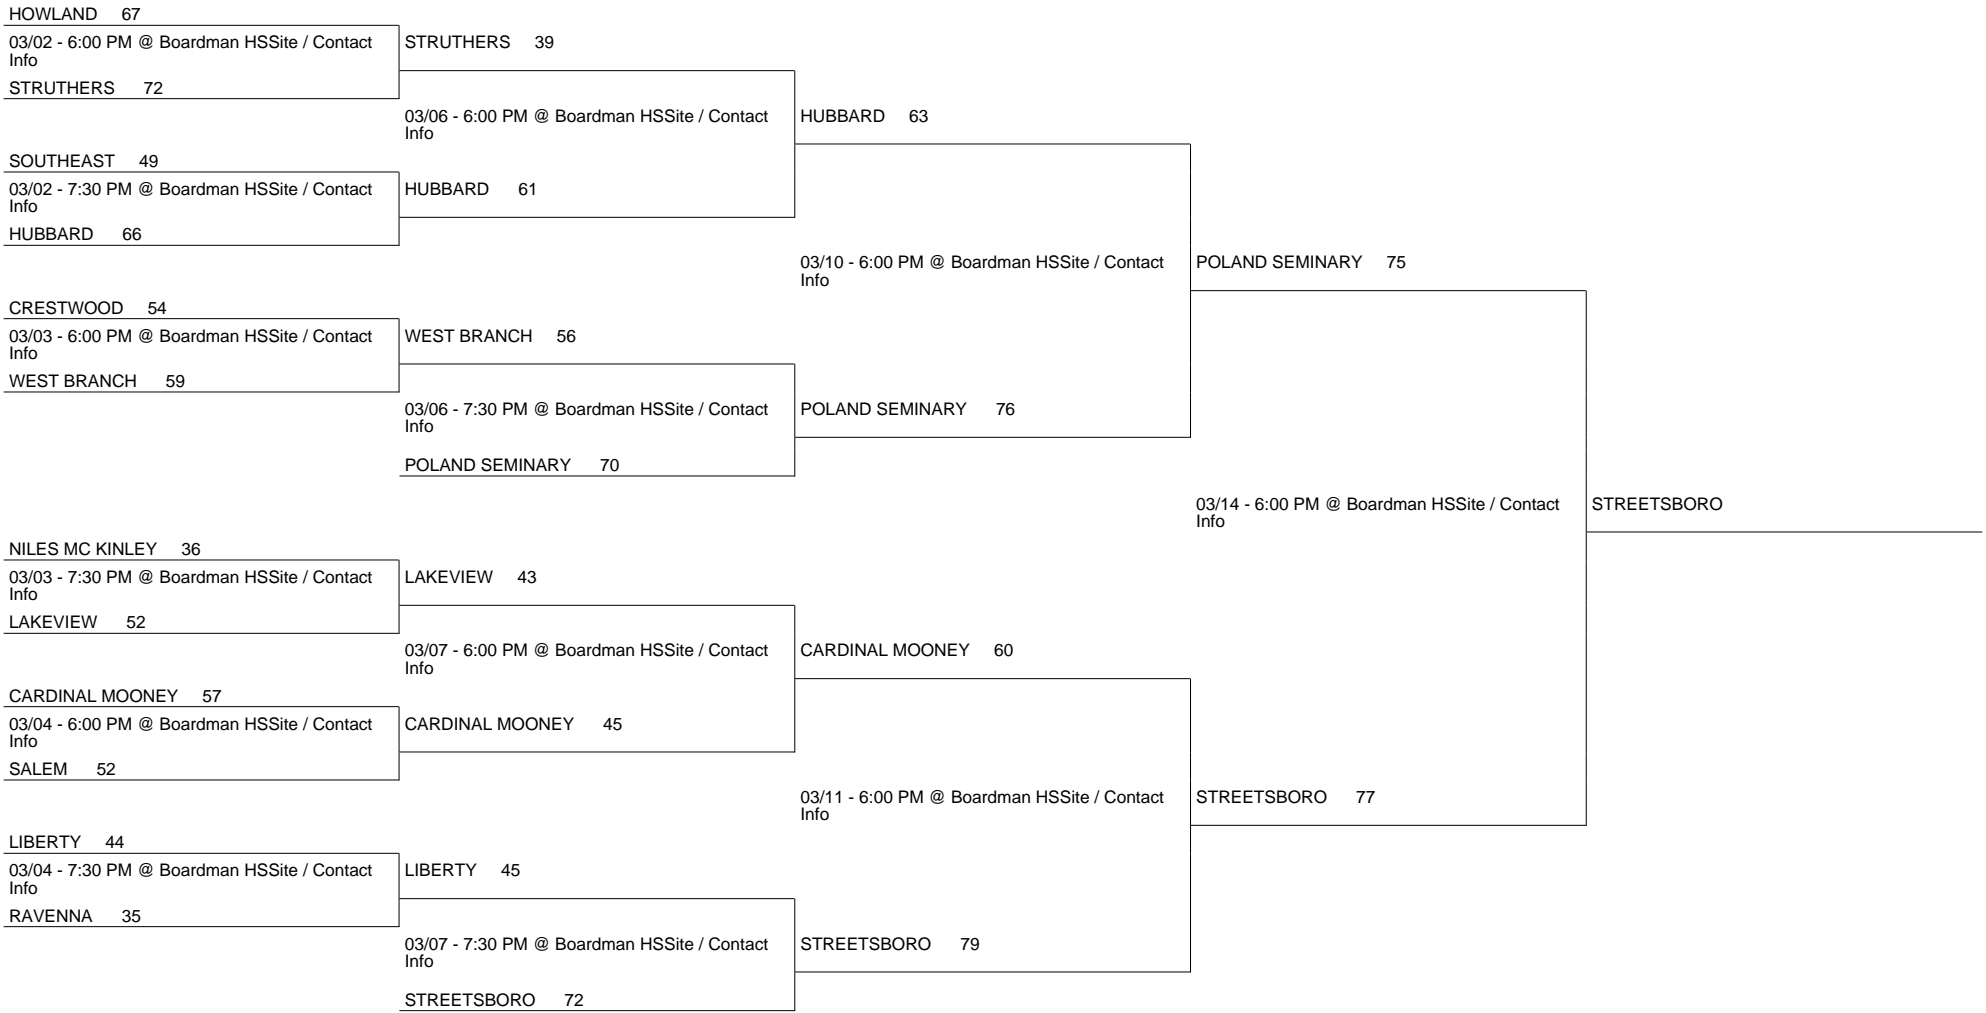 HOWLAND 67
03/02 - 6:00 PM @ Boardman HSSite / Contact
Info
STRUTHERS 72
SOUTHEAST 49
03/02 - 7:30 PM @ Boardman HSSite / Contact
Info
HUBBARD 66
CRESTWOOD 54
03/03 - 6:00 PM @ Boardman HSSite / Contact
Info
WEST BRANCH 59
NILES MC KINLEY 36
03/03 - 7:30 PM @ Boardman HSSite / Contact
Info
LAKEVIEW 52
CARDINAL MOONEY 57
03/04 - 6:00 PM @ Boardman HSSite / Contact
Info
SALEM 52
LIBERTY 44
03/04 - 7:30 PM @ Boardman HSSite / Contact
Info
RAVENNA 35
STRUTHERS 39
03/06 - 6:00 PM @ Boardman HSSite / Contact
Info
HUBBARD 61
WEST BRANCH 56
03/06 - 7:30 PM @ Boardman HSSite / Contact
Info
POLAND SEMINARY 70
LAKEVIEW 43
03/07 - 6:00 PM @ Boardman HSSite / Contact
Info
CARDINAL MOONEY 45
LIBERTY 45
03/07 - 7:30 PM @ Boardman HSSite / Contact
Info
STREETSBORO 72
HUBBARD 63
03/10 - 6:00 PM @ Boardman HSSite / Contact
Info
POLAND SEMINARY 76
CARDINAL MOONEY 60
03/11 - 6:00 PM @ Boardman HSSite / Contact
Info
STREETSBORO 79
POLAND SEMINARY 75
03/14 - 6:00 PM @ Boardman HSSite / Contact
Info
STREETSBORO 77
STREETSBORO